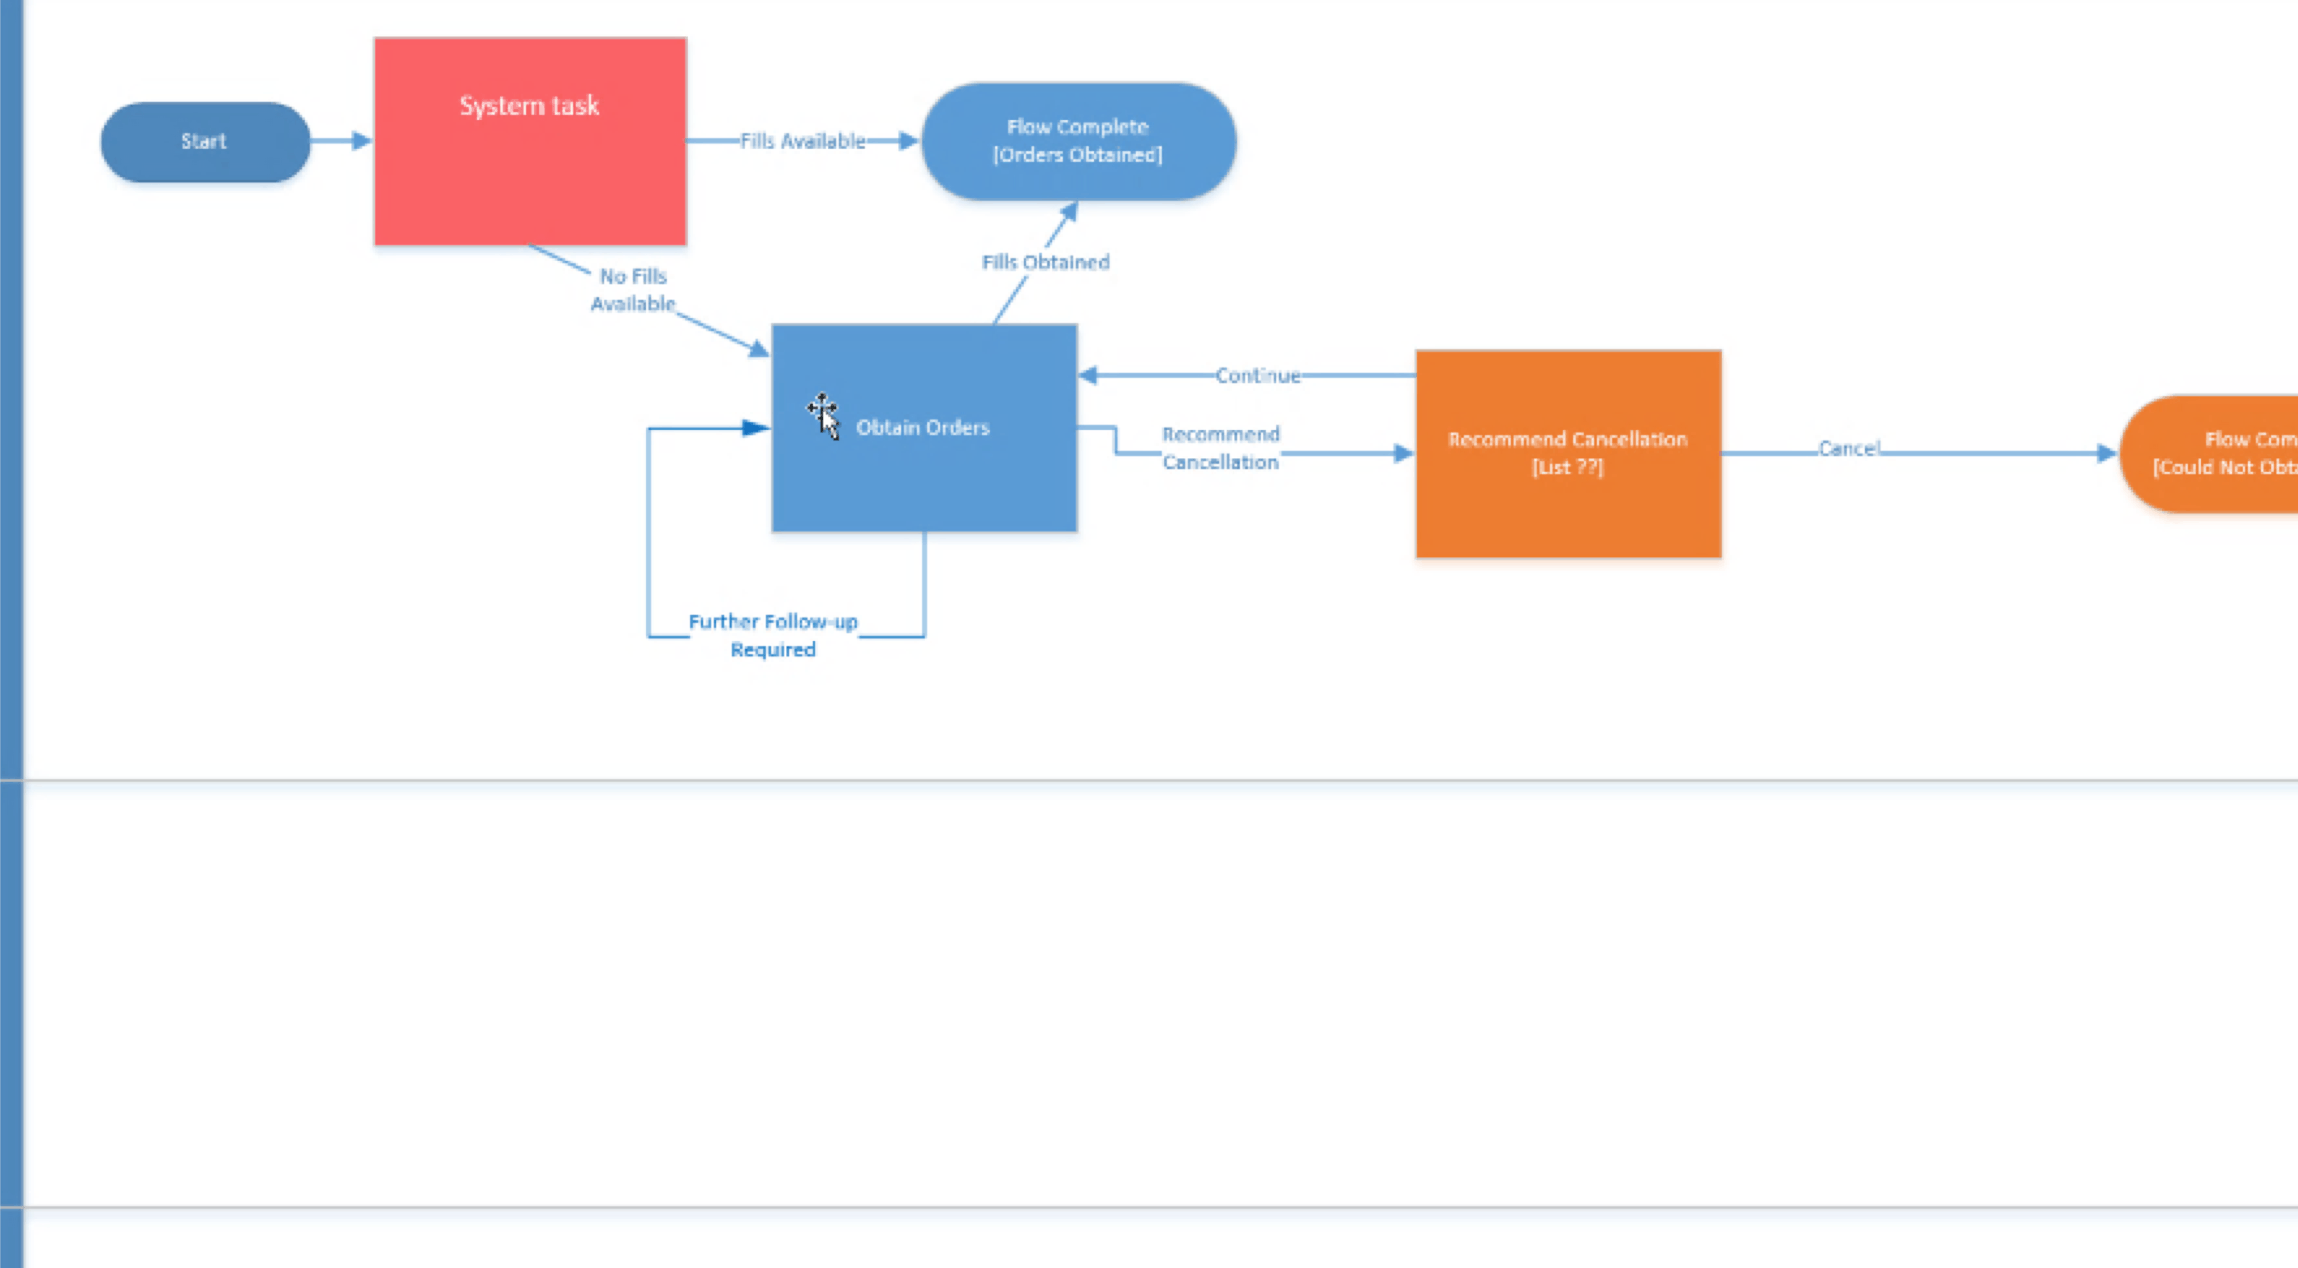 System task
Start
Fills Available
Flow Complete
[Orders Obtained]
No Fills
Available
Fills Obtained
Continue
Obtain Orders
Recommend
Cancellation
Recommend Cancellation
[List ??]
Cancel
Flow Com
[Could Not Obta
Further Follow-up
Required